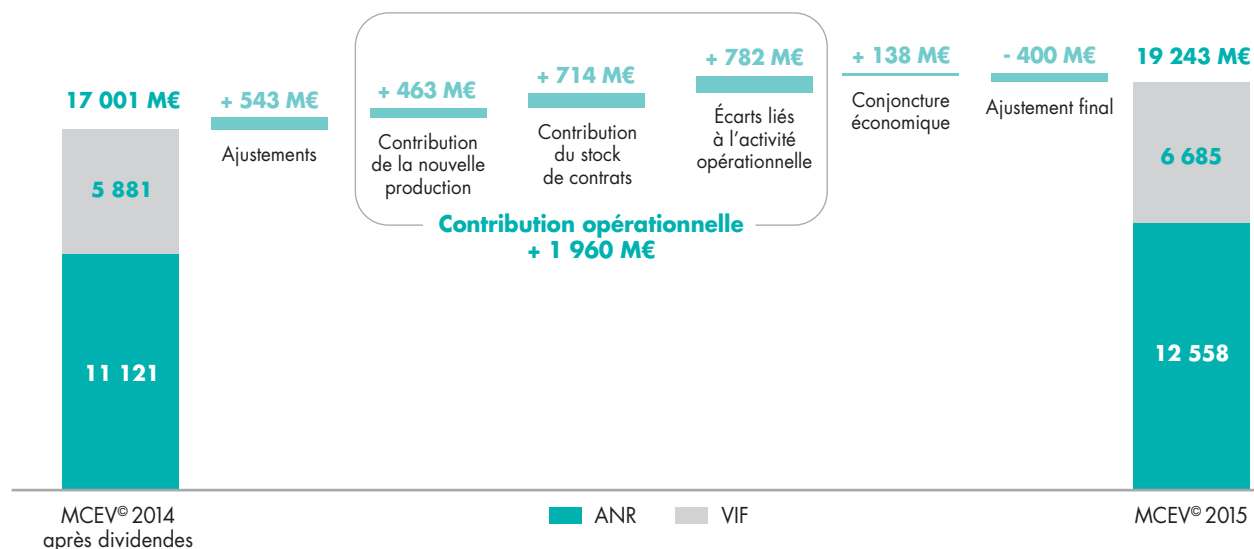 17 001 M€
5 881
11 121
MCEV© 2014
après dividendes
+ 543 M€
Ajustements
+ 463 M€
Contribution
de la nouvelle
production
+ 714 M€
Contribution
du stock
de contrats
+ 782 M€
Écarts liés
à l’activité
opérationnelle
Contribution opérationnelle
+ 1 960 M€
+ 138 M€
Conjoncture
économique
- 400 M€
Ajustement final
19 243 M€
6 685
12 558
MCEV© 2015
ANR
VIF